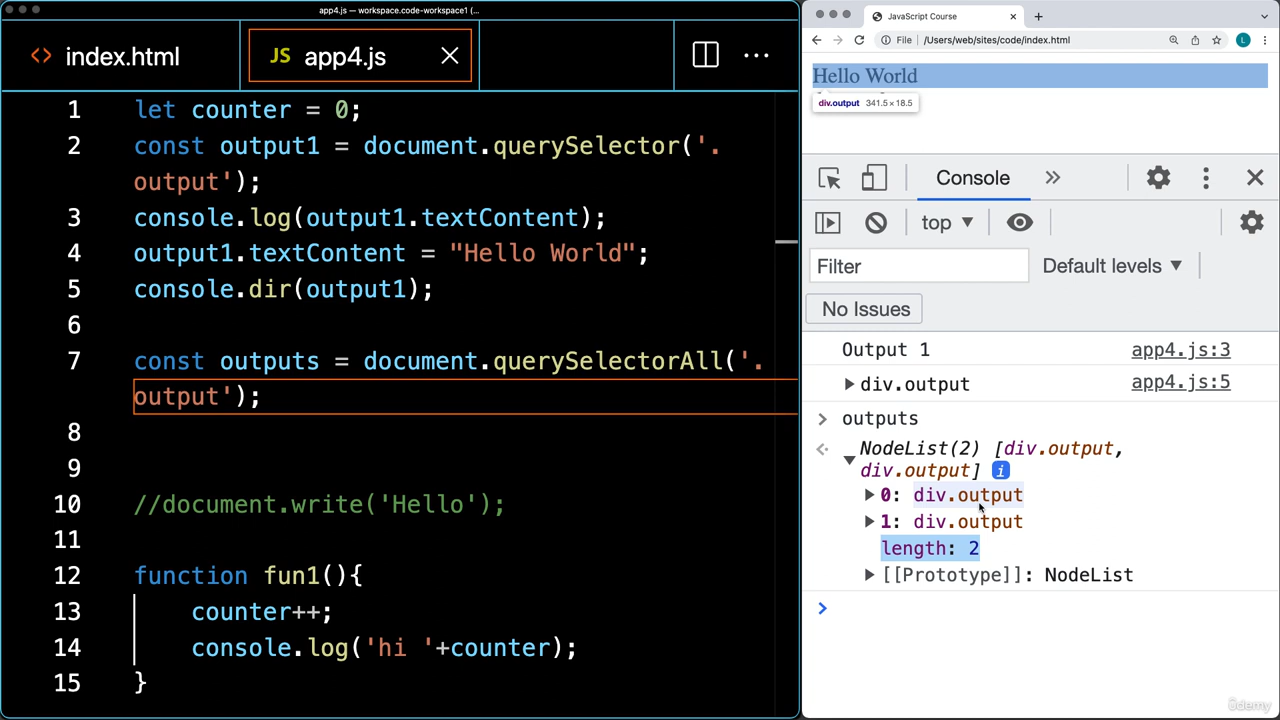 app4.js — workspace.code-workspace1 (...
index.html
JS app4.js
1 let counter = 0;
2 const output1 = document.querySelector('.
output');
3 console.log(output1.textContent);
4 output1.textContent = "Hello World";
5 console.dir(output1);
6
7 const outputs = document.querySelectorAll('.
output');
8
9
10 //document.write('Hello');
11
12 function fun1(){
13 counter++;
14 console.log('hi '+counter);
15 }
JavaScript Course
File /Users/web/sites/code/index.html
L
Hello World
div.output 341.5 × 18.5
Console
top
Filter
Default levels
No Issues
Output 1 app4.js:3
div.output app4.js:5
outputs
NodeList(2) [div.output,
div.output] i
0: div.output
1: div.output
length: 2
[[Prototype]]: NodeList
ûdemy